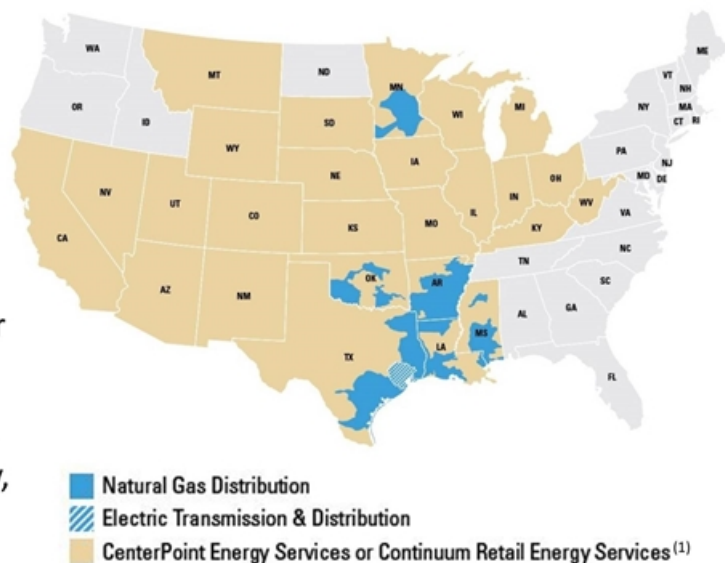 WA
MT
ND
MN
ME
VT
NH
OR
ID
SD
WI
MI
NY
MA
CT
RI
WY
IA
PA
NJ
NE
NV
UT
CO
IL
IN
OH
WV
MD
DE
VA
CA
KS
MO
KY
AZ
NM
OK
AR
TN
NC
SC
TX
LA
MS
AL
GA
FL
r
,
Natural Gas Distribution
Electric Transmission & Distribution
CenterPoint Energy Services or Continuum Retail Energy Services (1)